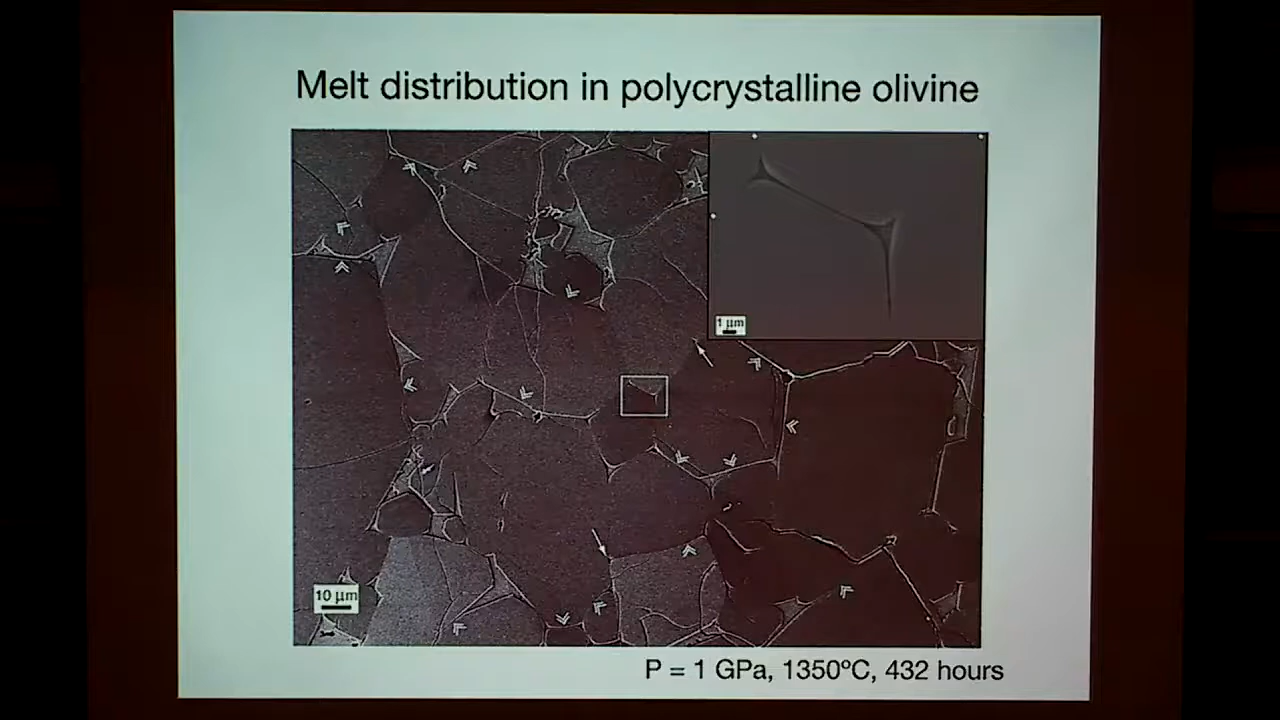 Melt distribution in polycrystalline olivine
1 µm
10 µm
P = 1 GPa, 1350ºC, 432 hours